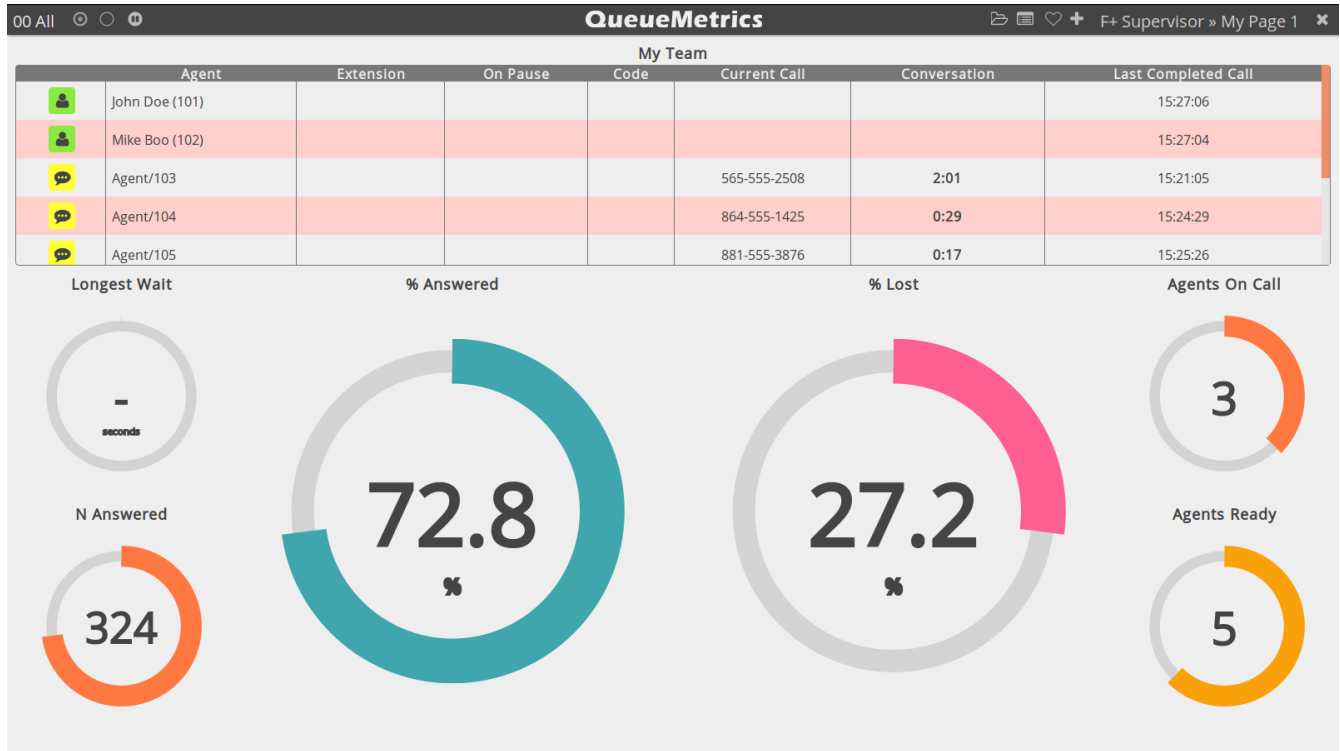 00 All QueueMetrics F+ Supervisor » My Page 1
My Team
Agent Extension On Pause Code Current Call Conversation Last Completed Call
John Doe (101) 15:27:06
Mike Boo (102) 15:27:04
Agent/103 565-555-2508 2:01 15:21:05
Agent/104 864-555-1425 0:29 15:24:29
Agent/105 881-555-3876 0:17 15:25:26
Longest Wait % Answered % Lost Agents On Call
-
seconds
3
72.8
%
27.2
%
N Answered Agents Ready
324
5